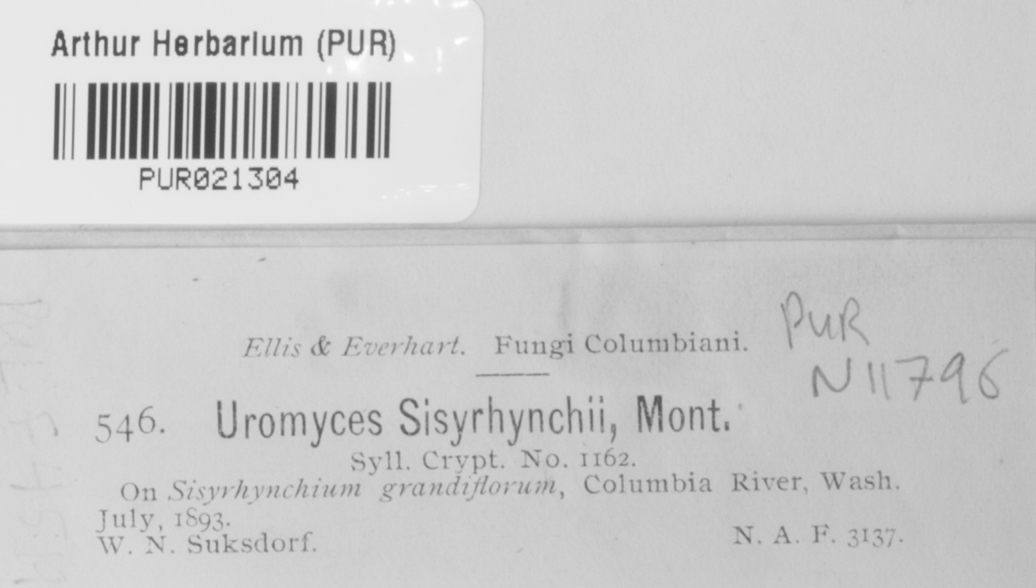 Arthur Herbarium (PUR)
PUR021304
Ellis & Everhart. Fungi Columbiani.
PUR
N11796
546. Uromyces Sisyrhynchii, Mont.
Syll. Crypt. No. 1162.
On Sisyrhynchium grandiflorum, Columbia River, Wash.
July, 1893.
W. N. Suksdorf.
N. A. F. 3137.